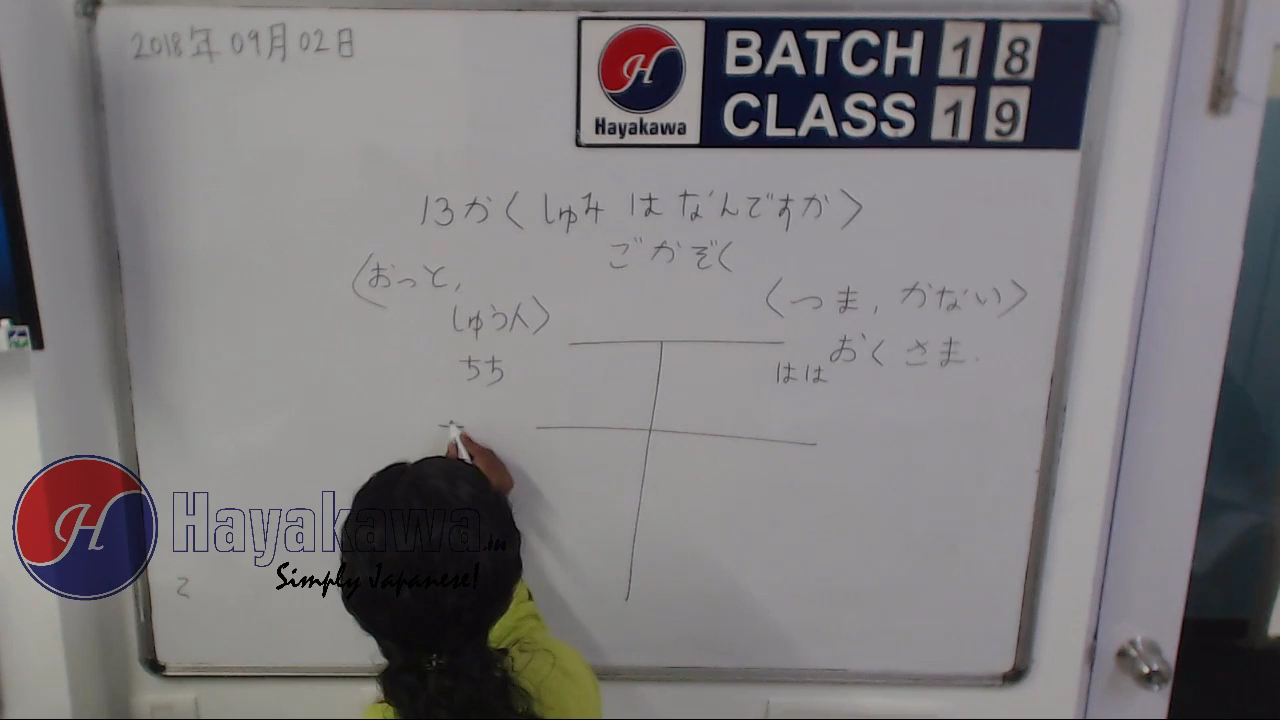 2018年09月02日
H
Hayakawa
BATCH 18
CLASS 19
13か〈しゅみ は なんですか〉
ごかぞく
〈おっと,
しゅう人〉
〈つま, かない〉
おくさま.
ちち
はは
H Hayakawa.in
Simply Japanese!